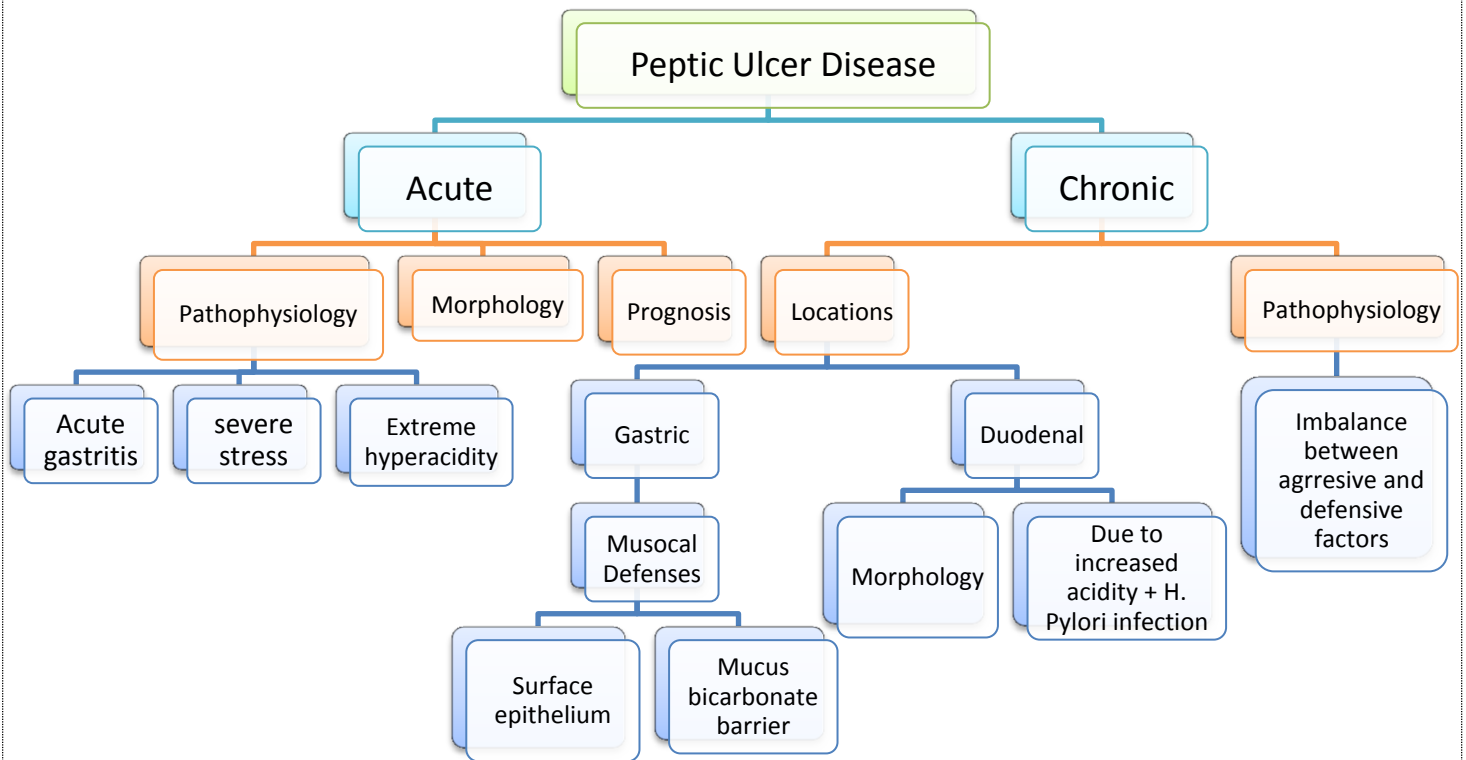 Peptic Ulcer Disease
Acute
Chronic
Pathophysiology
Morphology
Prognosis
Locations
Pathophysiology
Acute
gastritis
severe
stress
Extreme
hyperacidity
Gastric
Duodenal
Imbalance
between
agrresive and
defensive
factors
Musocal
Defenses
Morphology
Due to
increased
acidity + H.
Pylori infection
Surface
epithelium
Mucus
bicarbonate
barrier